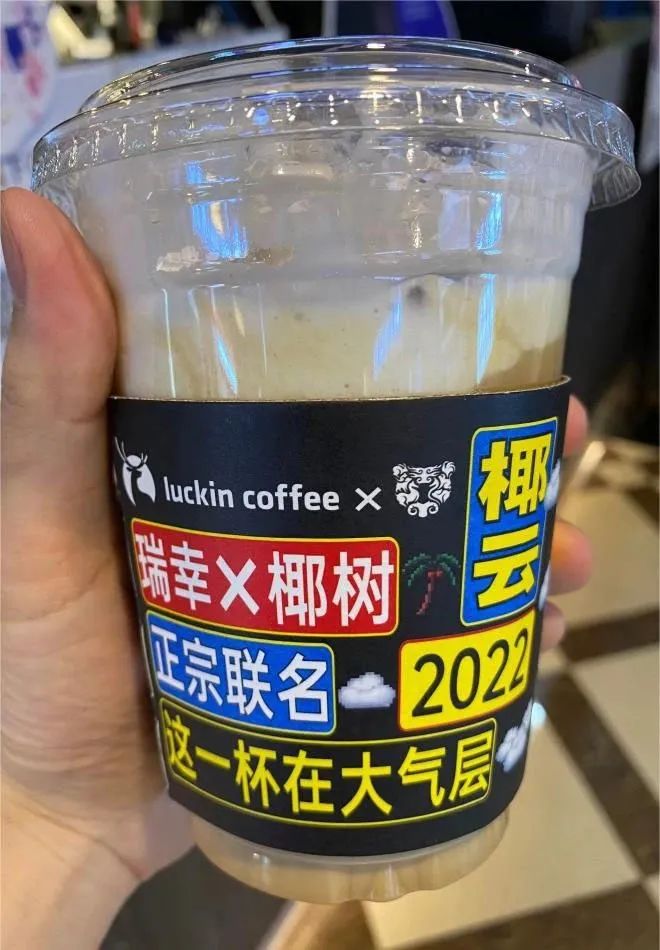 luckin coffee ×
椰云
瑞幸×椰树
正宗联名
2022
这一杯在大气层